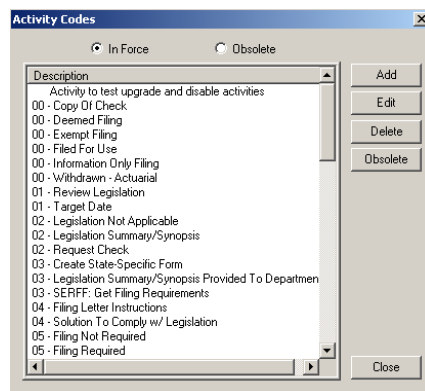 Activity Codes
In Force
Obsolete
Description
Activity to test upgrade and disable activities
00 - Copy Of Check
00 - Deemed Filing
00 - Exempt Filing
00 - Filed For Use
00 - Information Only Filing
00 - Withdrawn - Actuarial
01 - Review Legislation
01 - Target Date
02 - Legislation Not Applicable
02 - Legislation Summary/Synopsis
02 - Request Check
03 - Create State-Specific Form
03 - Legislation Summary/Synopsis Provided To Departmen
03 - SERFF: Get Filing Requirements
04 - Filing Letter Instructions
04 - Solution To Comply w/ Legislation
05 - Filing Not Required
05 - Filing Required
Add
Edit
Delete
Obsolete
Close